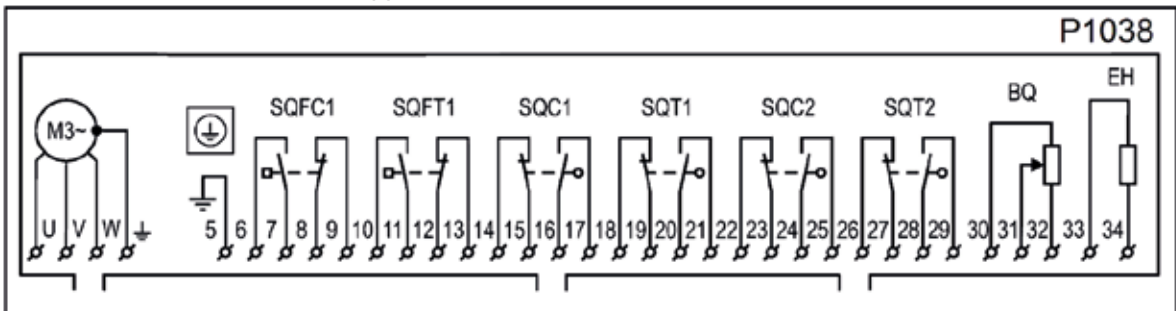 P1038
EH
BQ
SQFC1 SQFT1 SQC1 SQT1 SQC2 SQT2
M3~
U V W 5 6 7 8 9 10 11 12 13 14 15 16 17 18 19 20 21 22 23 24 25 26 27 28 29 30 31 32 33 34